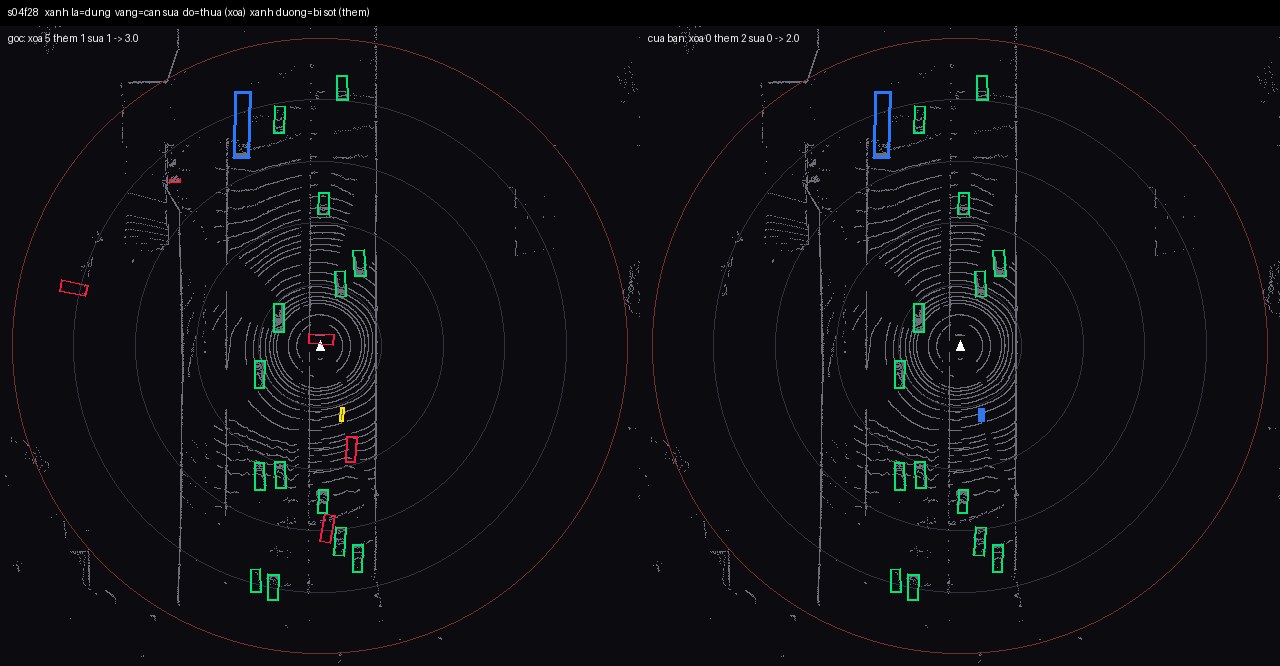 s04f28 xanh la=dung vang=can sua do=thua (xoa) xanh duong=bi sot (them)
goc: xoa 5 them 1 sua 1 -> 3.0
cua ban: xoa 0 them 2 sua 0 -> 2.0